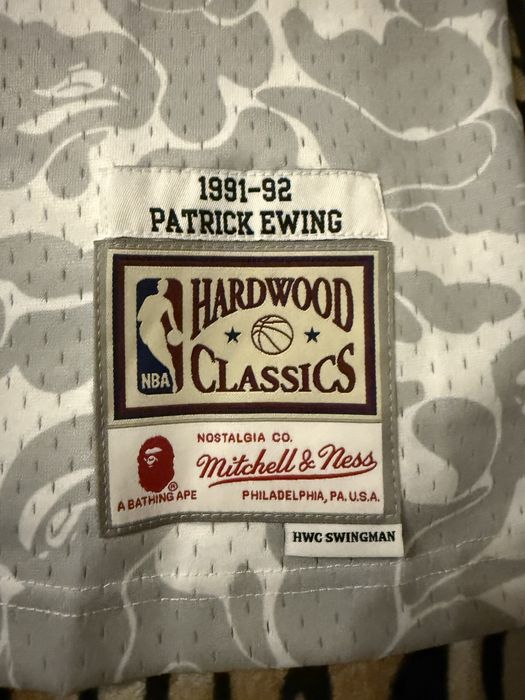 1991-92
PATRICK EWING
HARDWOOD
CLASSICS
NBA
NOSTALGIA CO.
Mitchell & Ness
PHILADELPHIA, PA. U.S.A.
A BATHING APE
®
HWC SWINGMAN